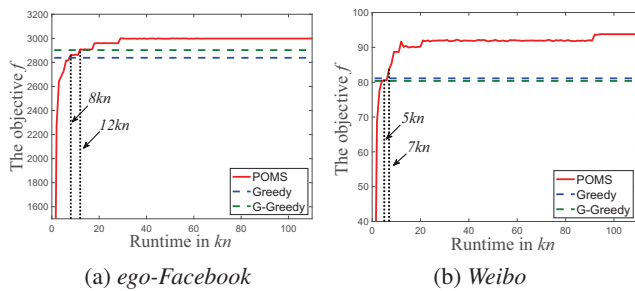 The objective f
3000
2800
2600
2400
2200
2000
1800
1600
8kn
12kn
POMS
Greedy
G-Greedy
0 20 40 60 80 100
Runtime in kn
(a) ego-Facebook
The objective f
100
90
80
70
60
50
40
5kn
7kn
POMS
Greedy
G-Greedy
0 20 40 60 80 100
Runtime in kn
(b) Weibo